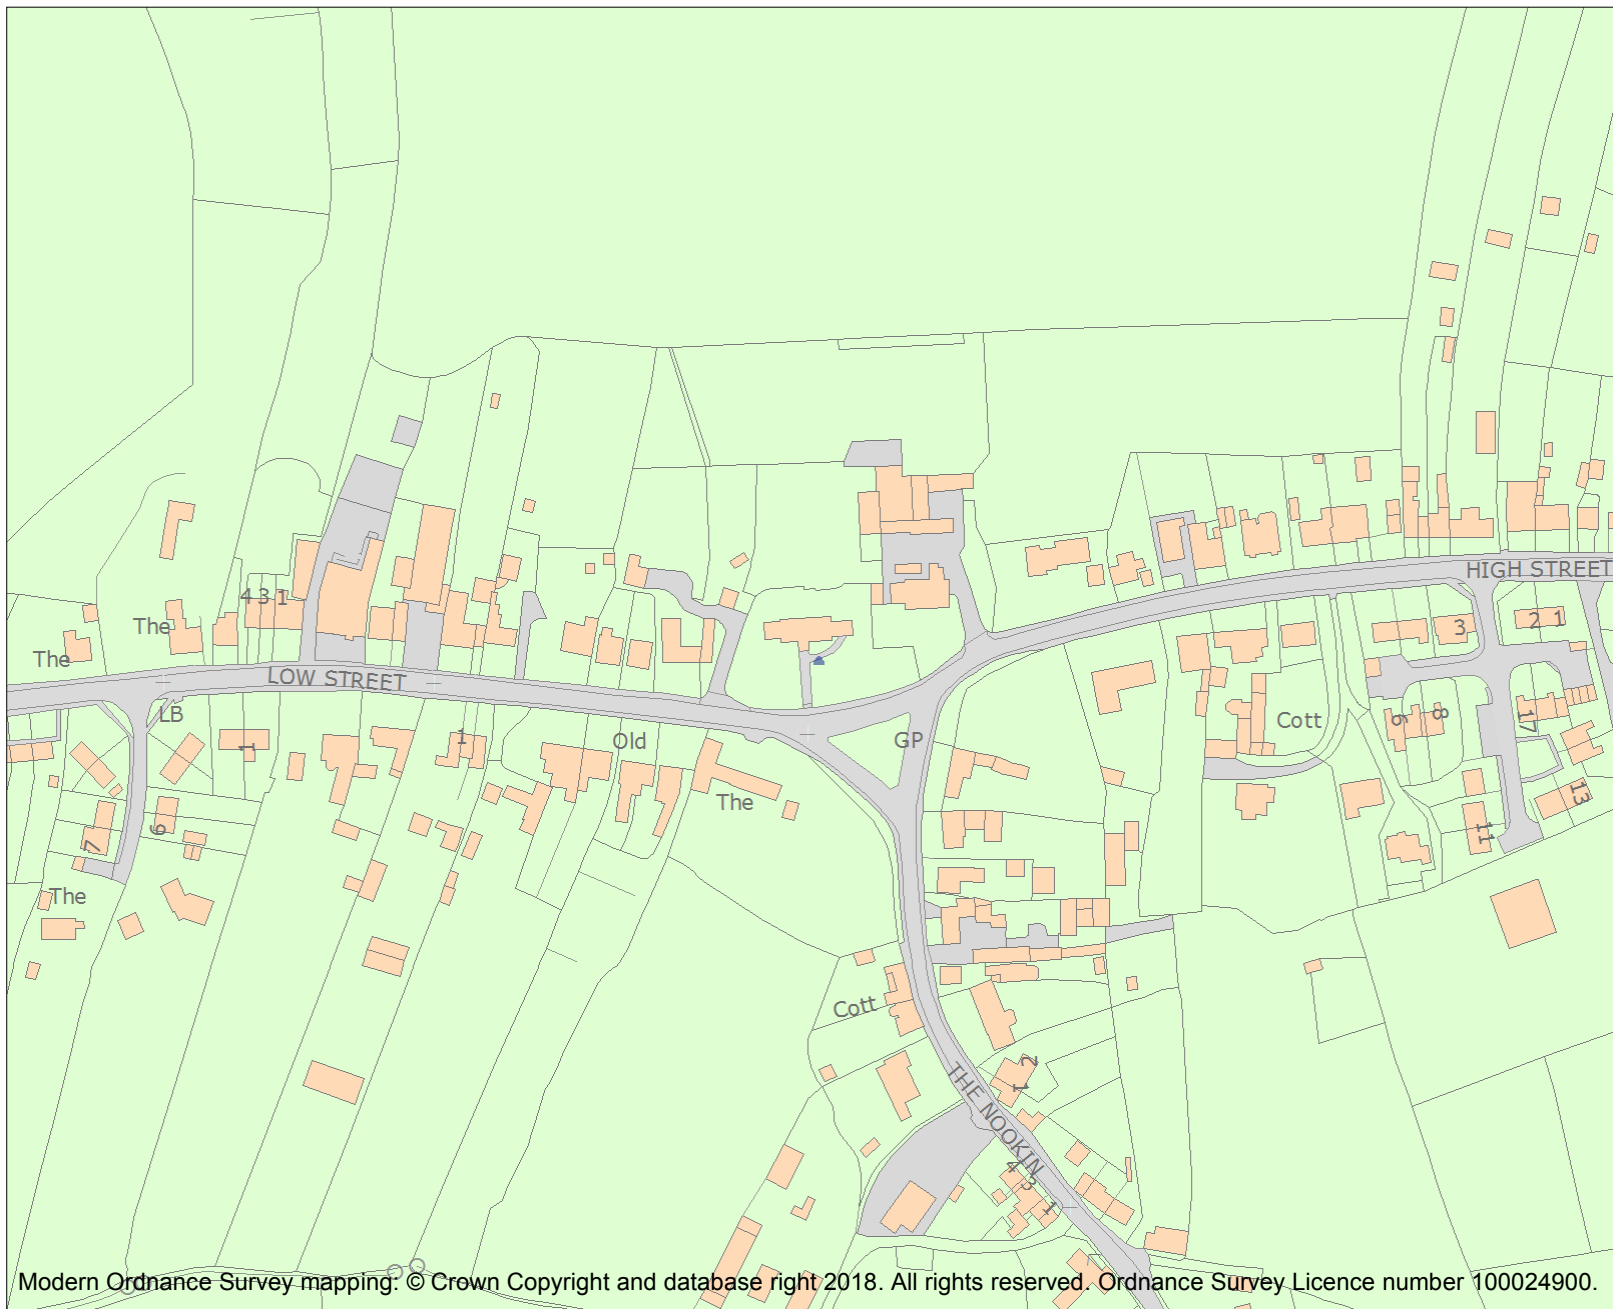 HIGH STREET
4 3 1
The
3
2 1
The
LOW STREET
LB
6
8
17
Cott
1
1
Old
GP
The
13
7
6
11
The
Cott
2
1
THE NOOKIN
4
3
1
Modern Ordnance Survey mapping: © Crown Copyright and database right 2018. All rights reserved. Ordnance Survey Licence number 100024900.